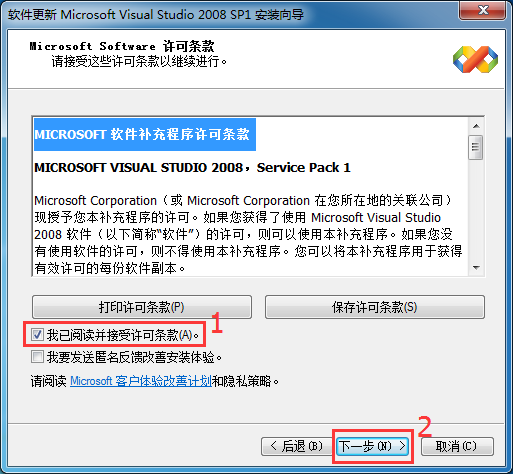 软件更新 Microsoft Visual Studio 2008 SP1 安装向导
Microsoft Software 许可条款
请接受这些许可条款以继续进行。
MICROSOFT 软件补充程序许可条款
MICROSOFT VISUAL STUDIO 2008，Service Pack 1
Microsoft Corporation（或 Microsoft Corporation 在您所在地的关联公司）
现授予您本补充程序的许可。如果您获得了使用 Microsoft Visual Studio
2008 软件（以下简称“软件”）的许可，则可以使用本补充程序。如果您没
有使用软件的许可，则不得使用本补充程序。您可以将本补充程序用于获得
有效许可的每份软件副本。
打印许可条款(P) 保存许可条款(S)
我已阅读并接受许可条款(A)。 1
我要发送匿名反馈改善安装体验。
请阅读 Microsoft 客户体验改善计划和隐私策略。
2
< 后退(B) 下一步(N) > 取消(C)